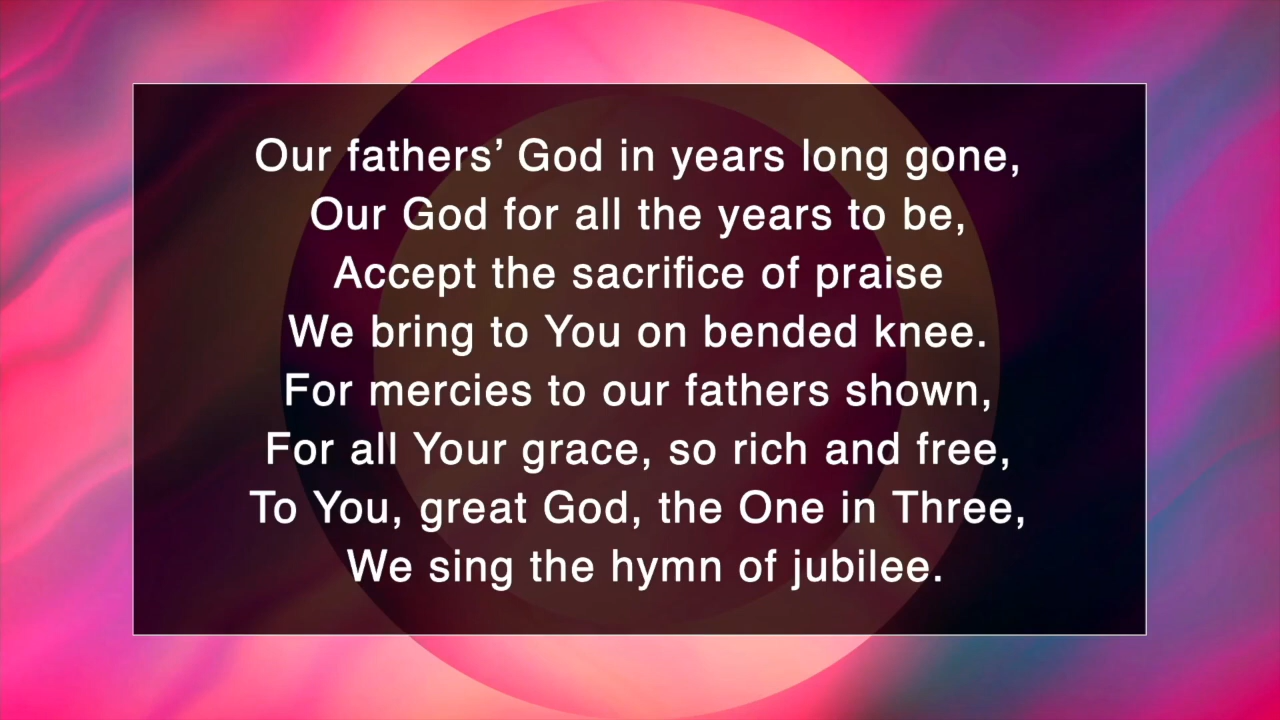 Our fathers’ God in years long gone,
Our God for all the years to be,
Accept the sacrifice of praise
We bring to You on bended knee.
For mercies to our fathers shown,
For all Your grace, so rich and free,
To You, great God, the One in Three,
We sing the hymn of jubilee.